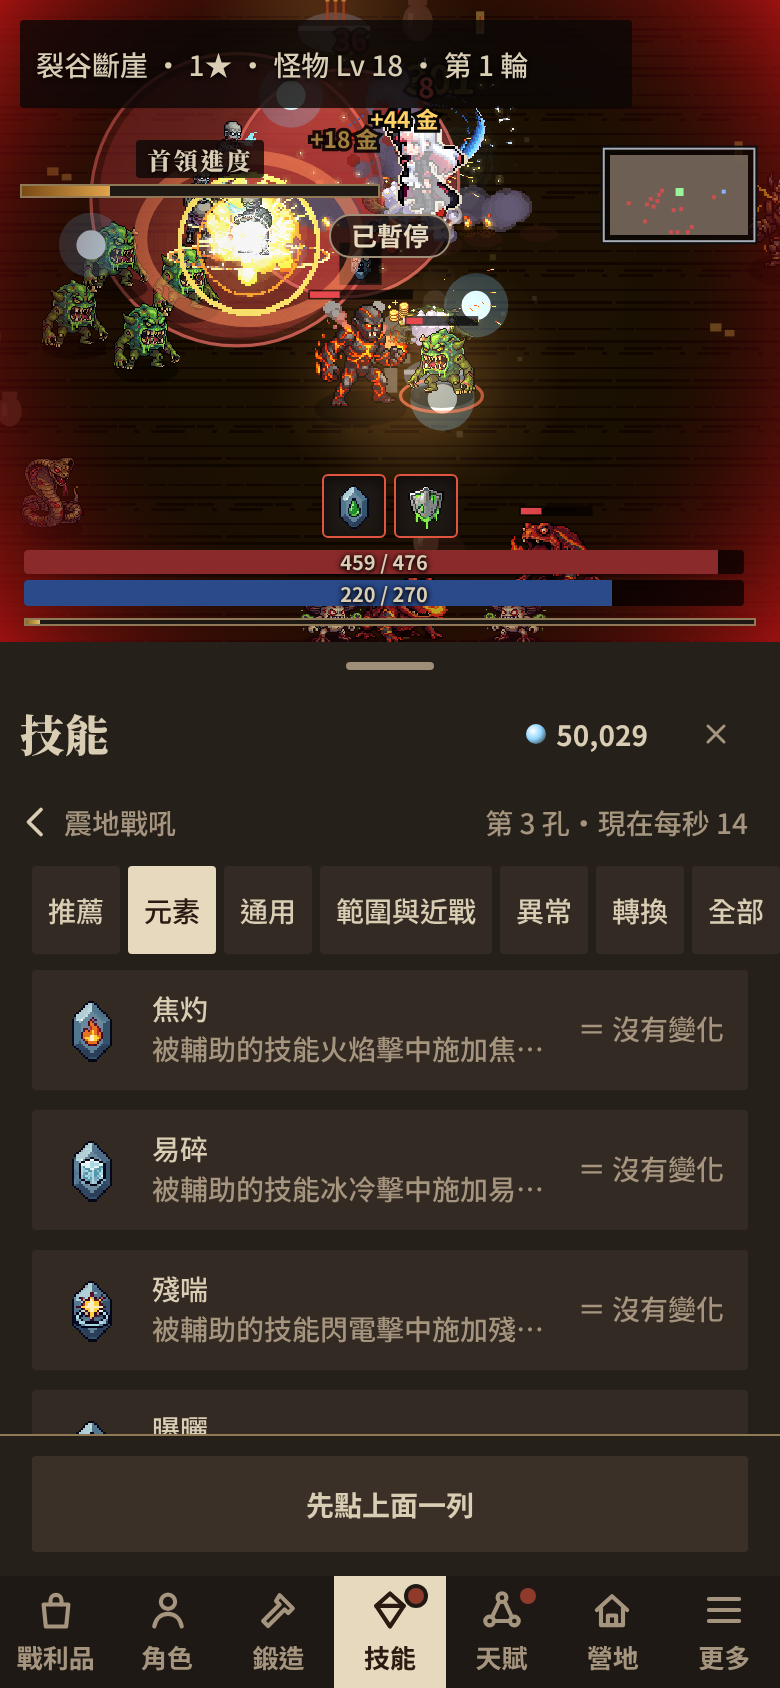 裂谷斷崖 • 1★ • 怪物 Lv 18 • 第 1 輪
+44 金
+18 金
首領進度
已暫停
459 / 476
220 / 270
技能
50,029
震地戰吼
第 3 孔・現在每秒 14
推薦
元素
通用
範圍與近戰
異常
轉換
全部
焦灼
被輔助的技能火焰擊中施加焦…
＝ 沒有變化
易碎
被輔助的技能冰冷擊中施加易…
＝ 沒有變化
殘喘
被輔助的技能閃電擊中施加殘…
＝ 沒有變化
曝曬
先點上面一列
戰利品
角色
鍛造
技能
天賦
營地
更多